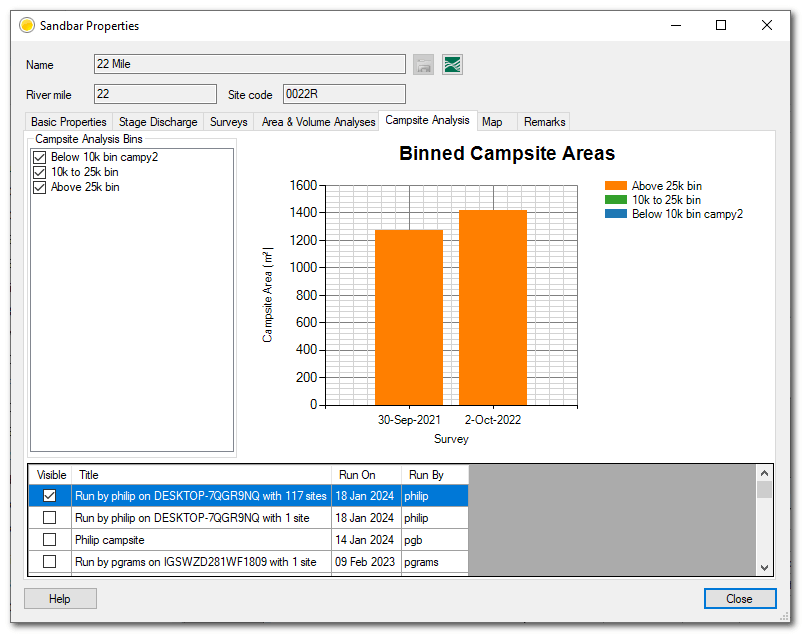 Sandbar Properties
Name 22 Mile
River mile 22 Site code 0022R
Basic Properties Stage Discharge Surveys Area & Volume Analyses Campsite Analysis Map Remarks
Campsite Analysis Bins
Below 10k bin campy2
10k to 25k bin
Above 25k bin
Binned Campsite Areas
1600
1400
1200
1000
800
600
400
200
0
Campsite Area (m²)
30-Sep-2021 2-Oct-2022
Survey
Above 25k bin
10k to 25k bin
Below 10k bin campy2
Visible Title Run On Run By
Run by philip on DESKTOP-7QGR9NQ with 117 sites 18 Jan 2024 philip
Run by philip on DESKTOP-7QGR9NQ with 1 site 18 Jan 2024 philip
Philip campsite 14 Jan 2024 pgb
Run by pgrams on IGSWZD281WF1809 with 1 site 09 Feb 2023 pgrams
Help Close